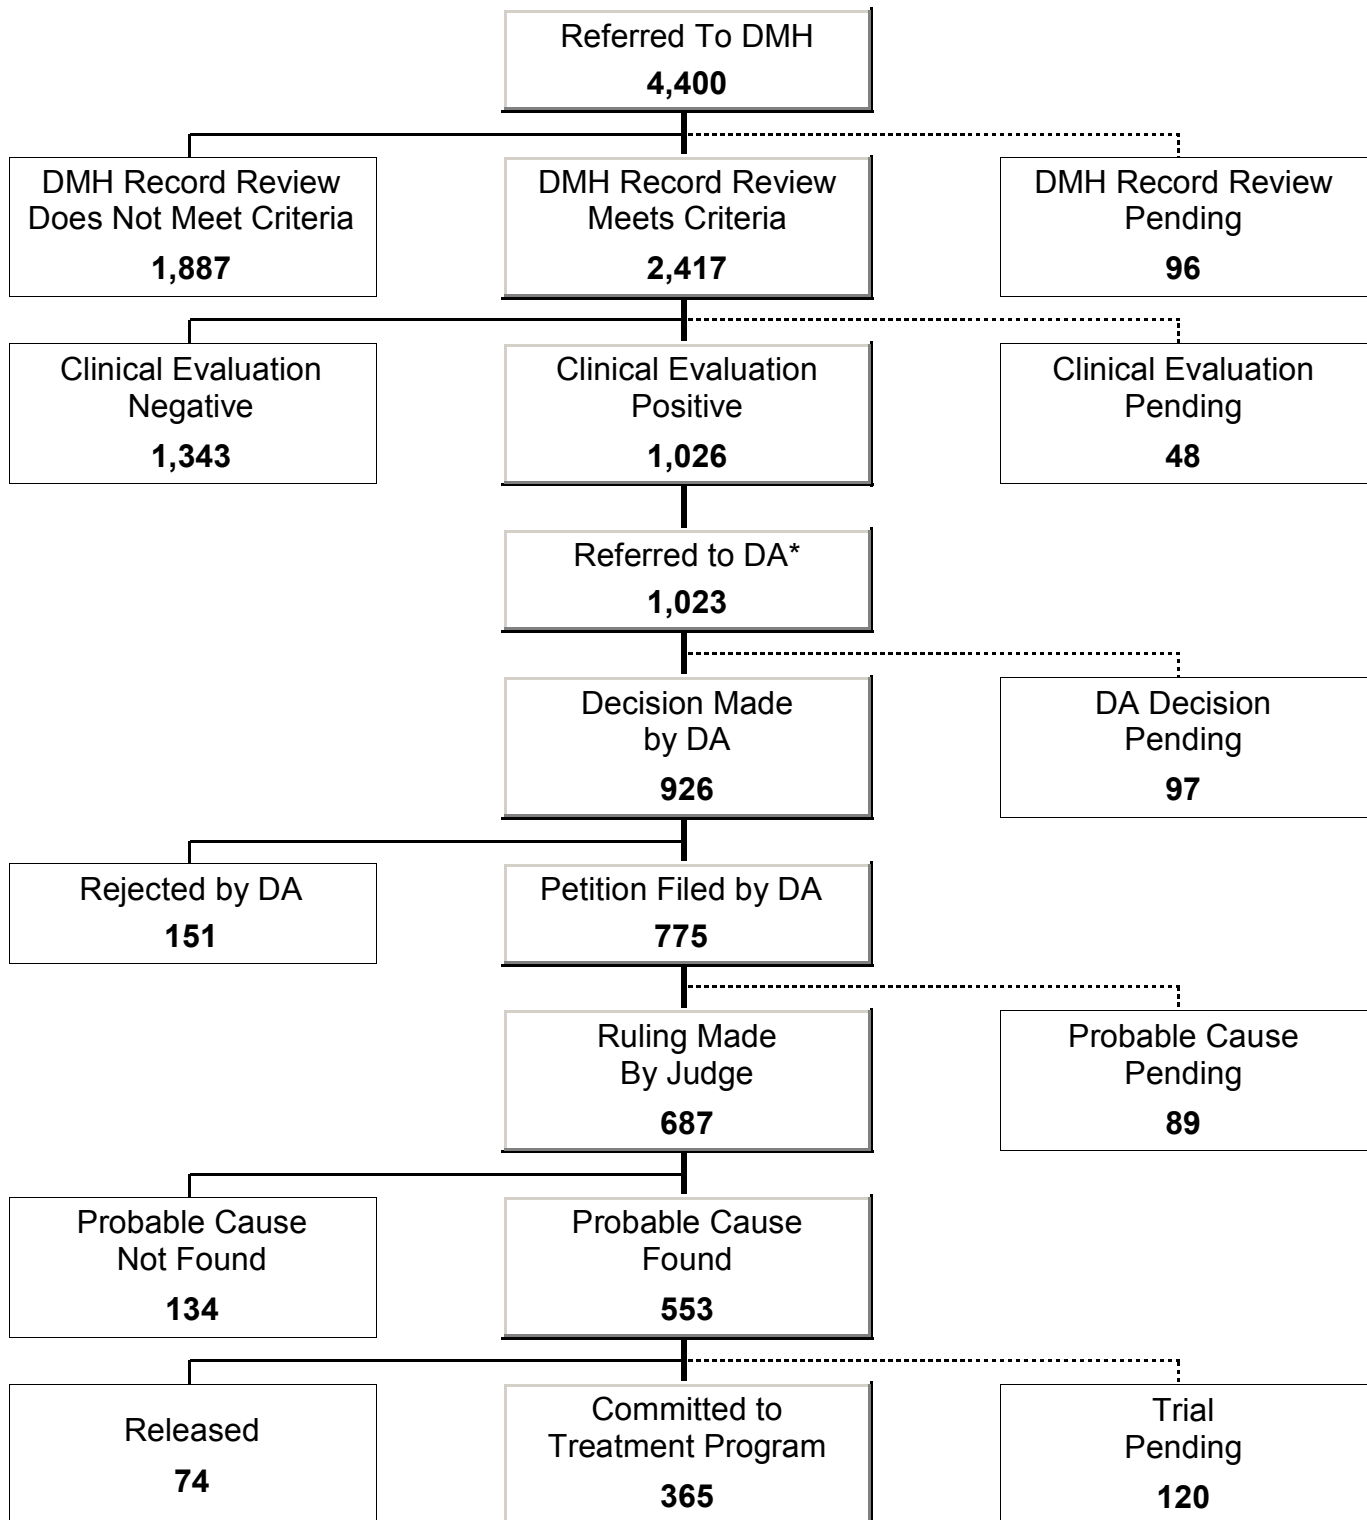 Referred To DMH
4,400
DMH Record Review
Does Not Meet Criteria
1,887
DMH Record Review
Meets Criteria
2,417
DMH Record Review
Pending
96
Clinical Evaluation
Negative
1,343
Clinical Evaluation
Positive
1,026
Clinical Evaluation
Pending
48
Referred to DA*
1,023
Decision Made
by DA
926
DA Decision
Pending
97
Rejected by DA
151
Petition Filed by DA
775
Ruling Made
By Judge
687
Probable Cause
Pending
89
Probable Cause
Not Found
134
Probable Cause
Found
553
Released
74
Committed to
Treatment Program
365
Trial
Pending
120